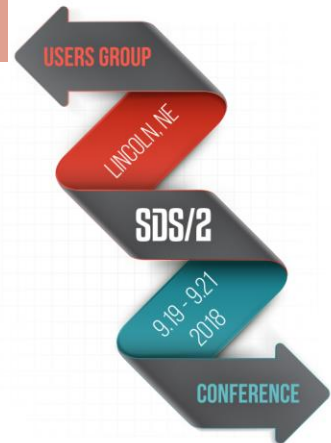 USERS GROUP
LINCOLN, NE
SDS/2
9.19 - 9.21
2018
CONFERENCE